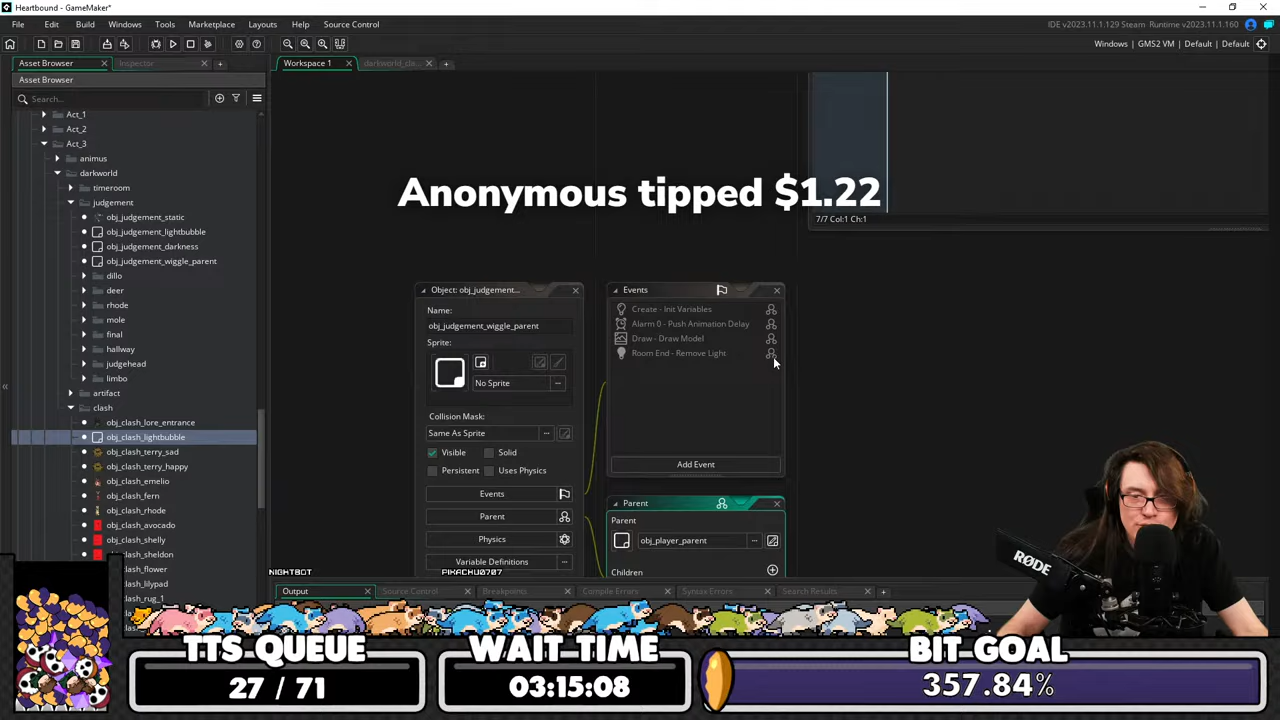 Heartbound - GameMaker*
File Edit Build Windows Tools Marketplace Layouts Help Source Control
IDE v2023.11.1.129 Steam Runtime v2023.11.1.160
Windows | GMS2 VM | Default | Default
Asset Browser
Inspector
Workspace 1
darkworld_cla...
Asset Browser
Search...
Act_1
Act_2
Act_3
animus
darkworld
timeroom
judgement
obj_judgement_static
obj_judgement_lightbubble
obj_judgement_darkness
obj_judgement_wiggle_parent
dillo
deer
rhode
mole
final
hallway
judgehead
limbo
artifact
clash
obj_clash_lore_entrance
obj_clash_lightbubble
obj_clash_terry_sad
obj_clash_terry_happy
obj_clash_emelio
obj_clash_fern
obj_clash_rhode
obj_clash_avocado
obj_clash_shelly
obj_clash_sheldon
clash_flower
clash_lilypad
clash_rug_1
Anonymous tipped $1.22
7/7 Col:1 Ch:1
Object: obj_judgement...
Name:
obj_judgement_wiggle_parent
Sprite:
No Sprite
Collision Mask:
Same As Sprite
Visible
Solid
Persistent
Uses Physics
Events
Parent
Physics
Variable Definitions
Events
Create - Init Variables
Alarm 0 - Push Animation Delay
Draw - Draw Model
Room End - Remove Light
Add Event
Parent
Parent
obj_player_parent
Children
NIGHTBOT
PIKACHU0707
Output
Source Control
Breakpoints
Compile Errors
Syntax Errors
Search Results
RØDE
TTS QUEUE
27 / 71
WAIT TIME
03:15:08
BIT GOAL
357.84%